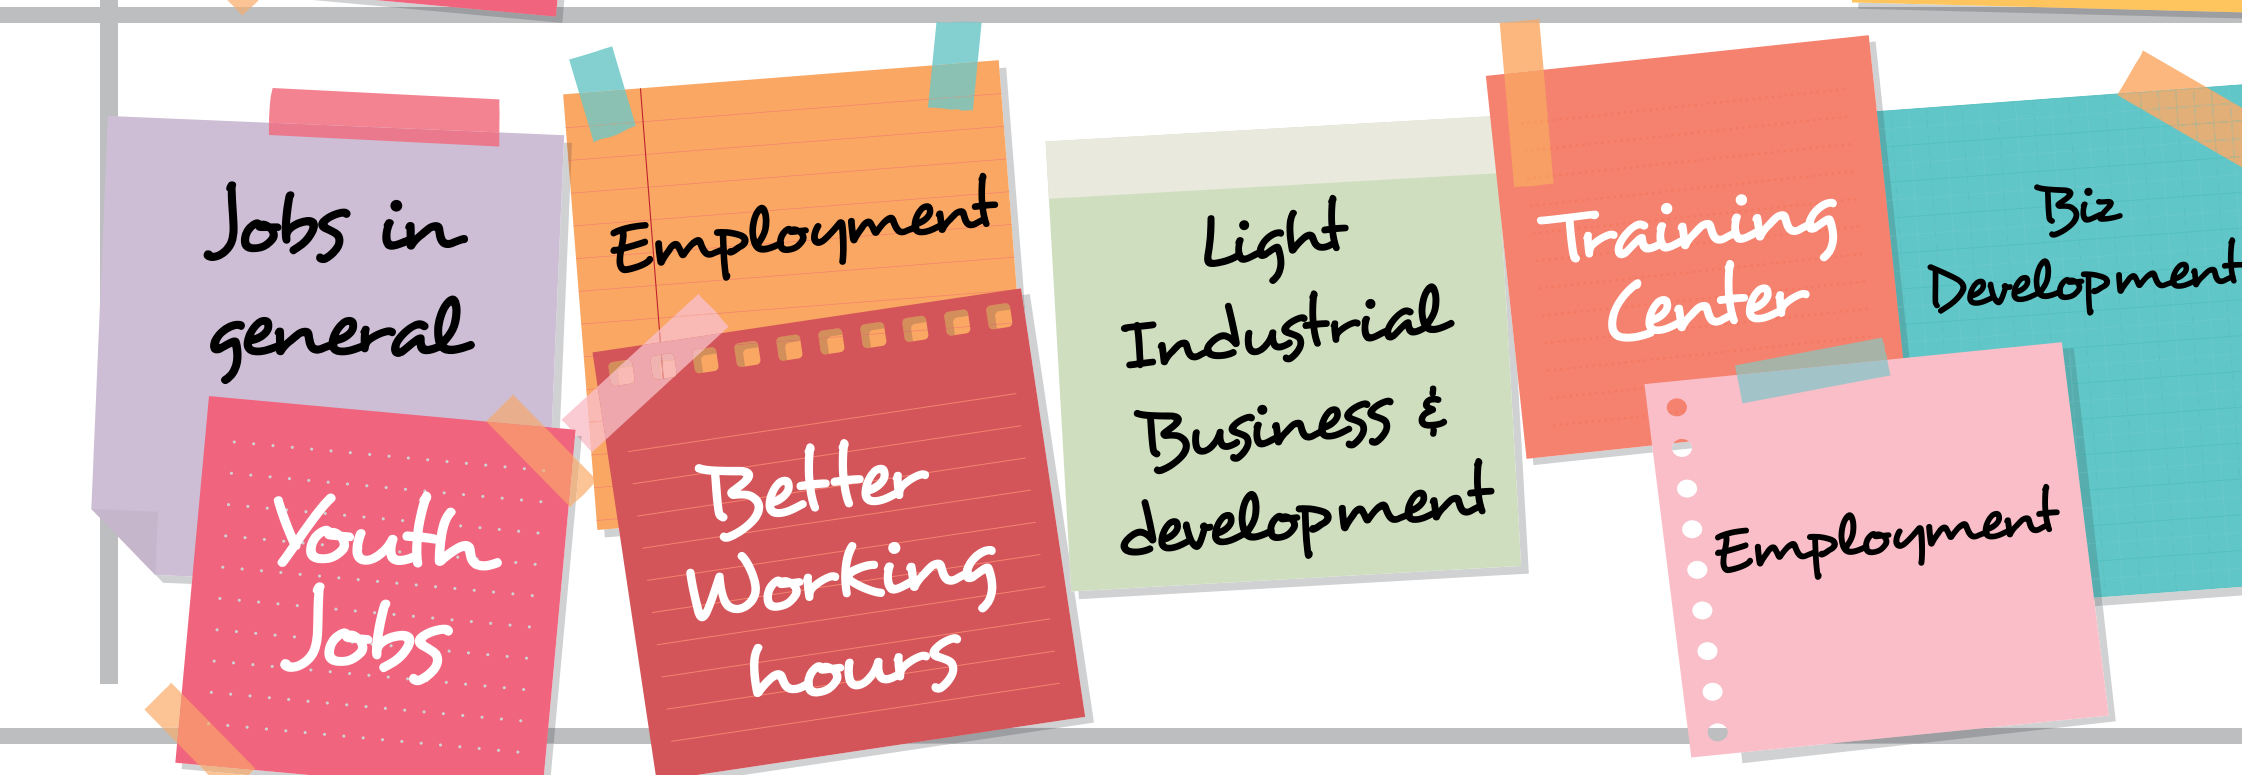 Jobs in
general
Youth
Jobs
Employment
Better
Working
hours
Light
Industrial
Business &
development
Training
Center
Biz
Development
Employment